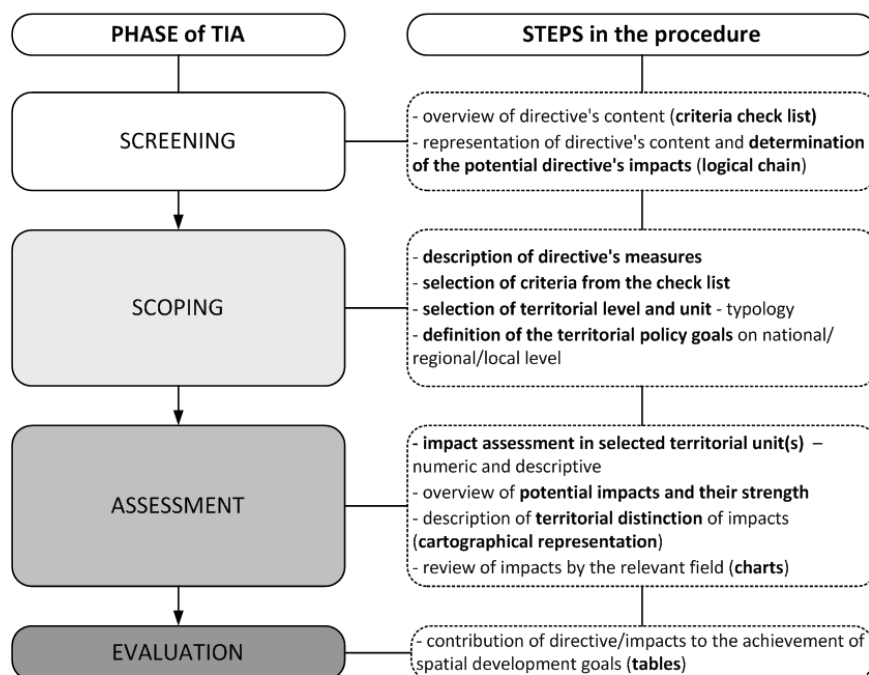 PHASE of TIA
STEPS in the procedure
SCREENING
- overview of directive's content (criteria check list)
- representation of directive's content and determination
of the potential directive's impacts (logical chain)
SCOPING
- description of directive's measures
- selection of criteria from the check list
- selection of territorial level and unit - typology
- definition of the territorial policy goals on national/
regional/local level
ASSESSMENT
- impact assessment in selected territorial unit(s) –
numeric and descriptive
- overview of potential impacts and their strength
- description of territorial distinction of impacts
(cartographical representation)
- review of impacts by the relevant field (charts)
EVALUATION
- contribution of directive/impacts to the achievement of
spatial development goals (tables)